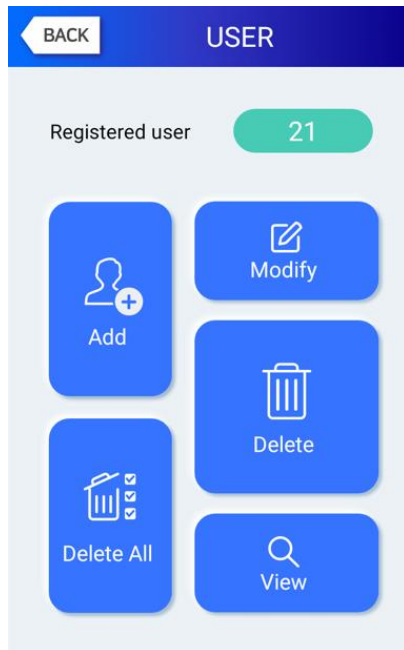 BACK
USER
Registered user 21
Add
Modify
Delete
Delete All
View